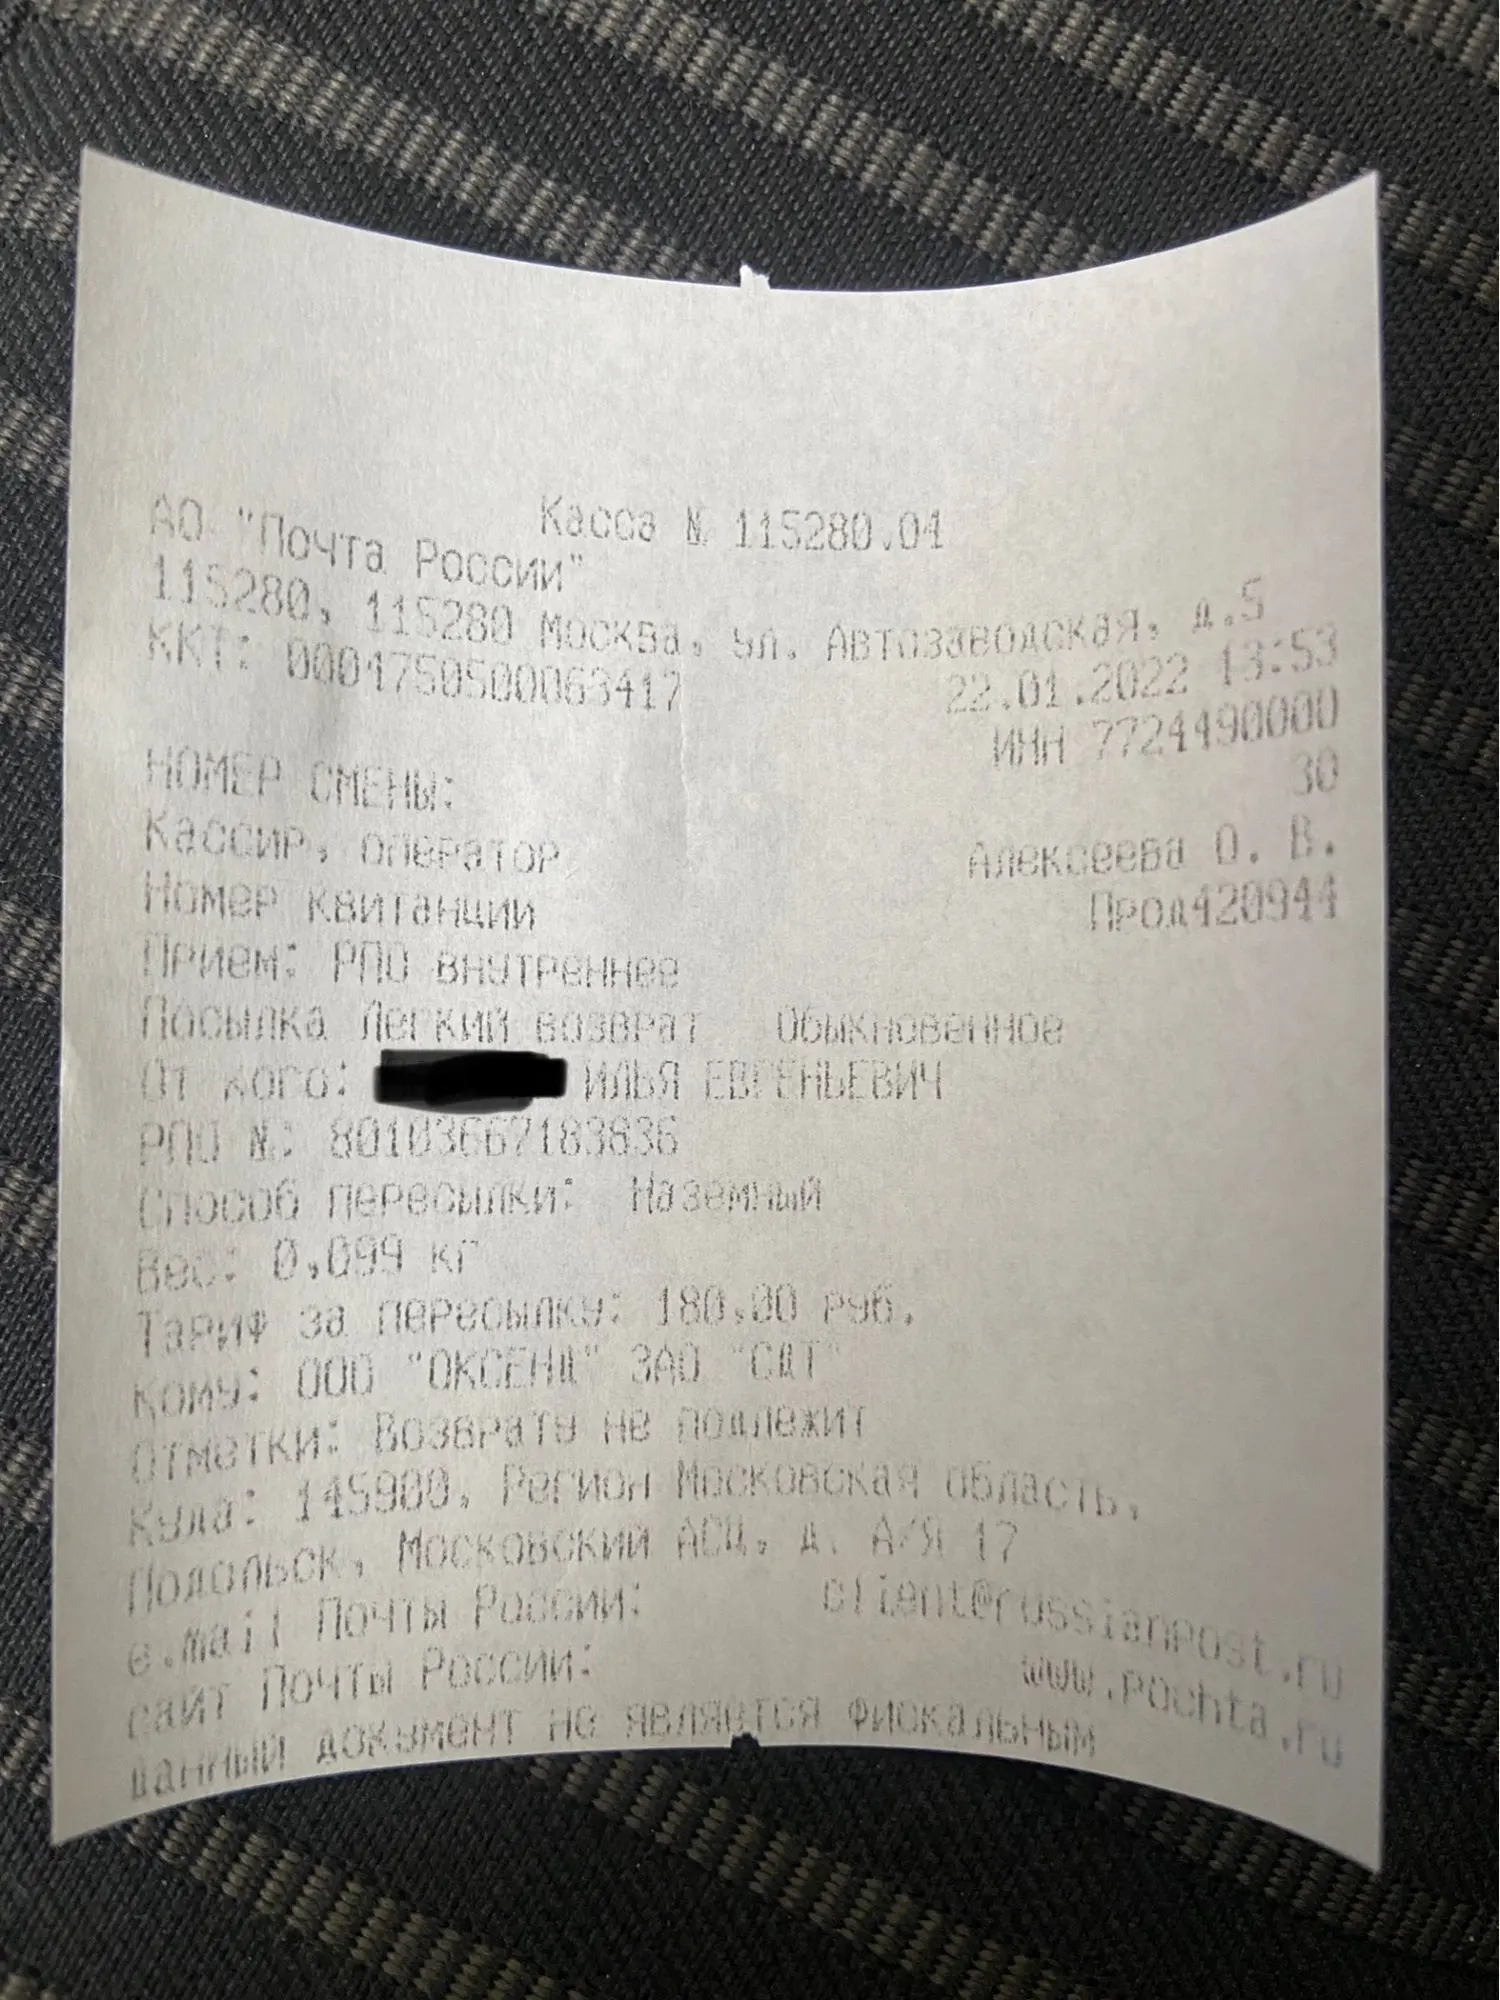 Касса № 115280.04
АО "Почта России"
115280, 115280 Москва, ул. Автозаводская, д.5
ККТ: 0001750500063417 22.01.2022 13:53
ИНН 7724490000
НОМЕР СМЕНЫ: 30
Кассир, оператор Алексеева О. В.
Номер квитанции Прод420944
Прием: РПО внутреннее
Посылка Легкий возврат Обыкновенное
От кого: ИЛЬЯ ЕВГЕНЬЕВИЧ
РПО №: 80103667183836
Способ пересылки: Наземный
Вес: 0,099 кг
Тариф за пересылку: 180,00 руб.
Кому: ООО "ОКСЕНД" ЗАО "СДТ"
Отметки: Возврату не подлежит
Куда: 145900, Регион Московская область,
Подольск, Московский АСЦ, д. А/Я 17
e.mail Почты России: client@russianpost.ru
сайт Почты России: www.pochta.ru
данный документ не является фискальным